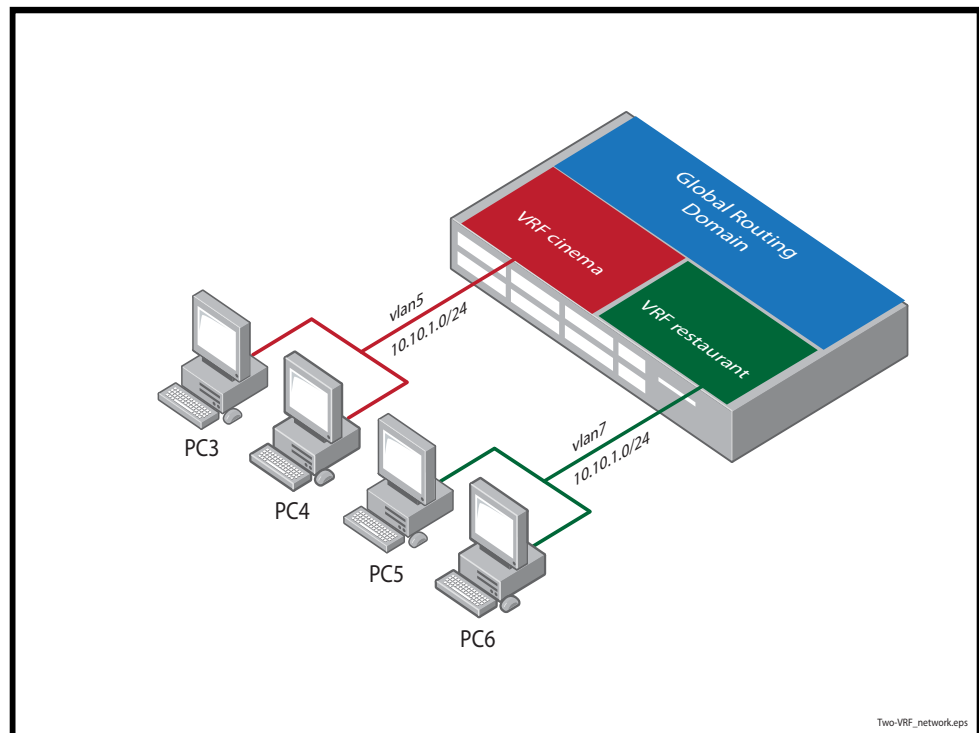 Global Routing
Domain
VRF cinema
VRF restaurant
vlan5
10.10.1.0/24
vlan7
10.10.1.0/24
PC3
PC4
PC5
PC6
Two-VRF_network.eps